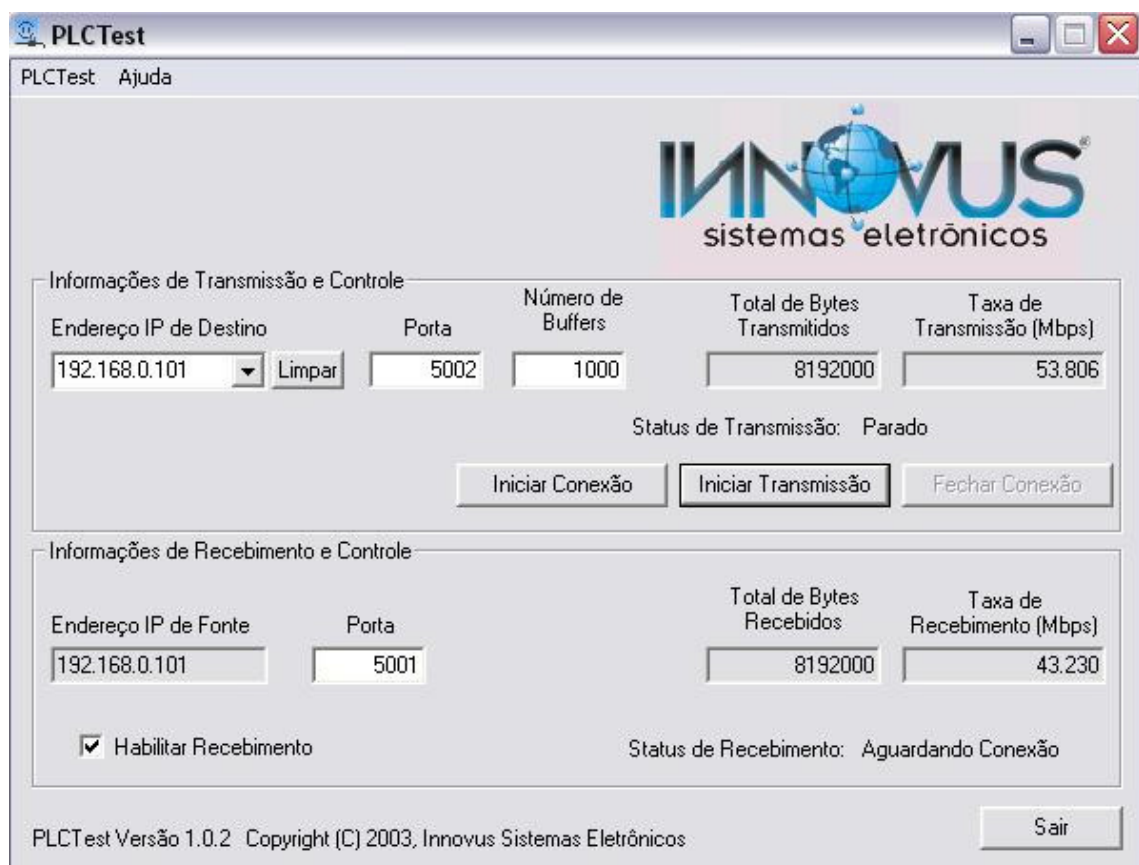 PLCTest
PLCTest Ajuda
INNOVUS®
sistemas eletrônicos
Informações de Transmissão e Controle
Endereço IP de Destino
Porta
Número de
Buffers
Total de Bytes
Transmitidos
Taxa de
Transmissão (Mbps)
192.168.0.101
Limpar
5002
1000
8192000
53.806
Status de Transmissão: Parado
Iniciar Conexão
Iniciar Transmissão
Fechar Conexão
Informações de Recebimento e Controle
Endereço IP de Fonte
Porta
Total de Bytes
Recebidos
Taxa de
Recebimento (Mbps)
192.168.0.101
5001
8192000
43.230
Habilitar Recebimento
Status de Recebimento: Aguardando Conexão
PLCTest Versão 1.0.2 Copyright (C) 2003, Innovus Sistemas Eletrônicos
Sair